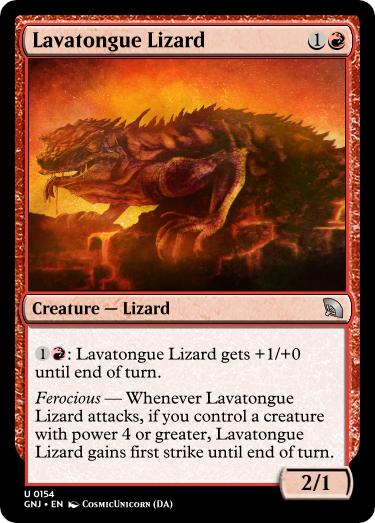 Lavatongue Lizard 1
Creature — Lizard
1 : Lavatongue Lizard gets +1/+0
until end of turn.
Ferocious — Whenever Lavatongue
Lizard attacks, if you control a creature
with power 4 or greater, Lavatongue
Lizard gains first strike until end of turn.
2/1
U 0154
GNJ • EN CosmicUnicorn (DA)